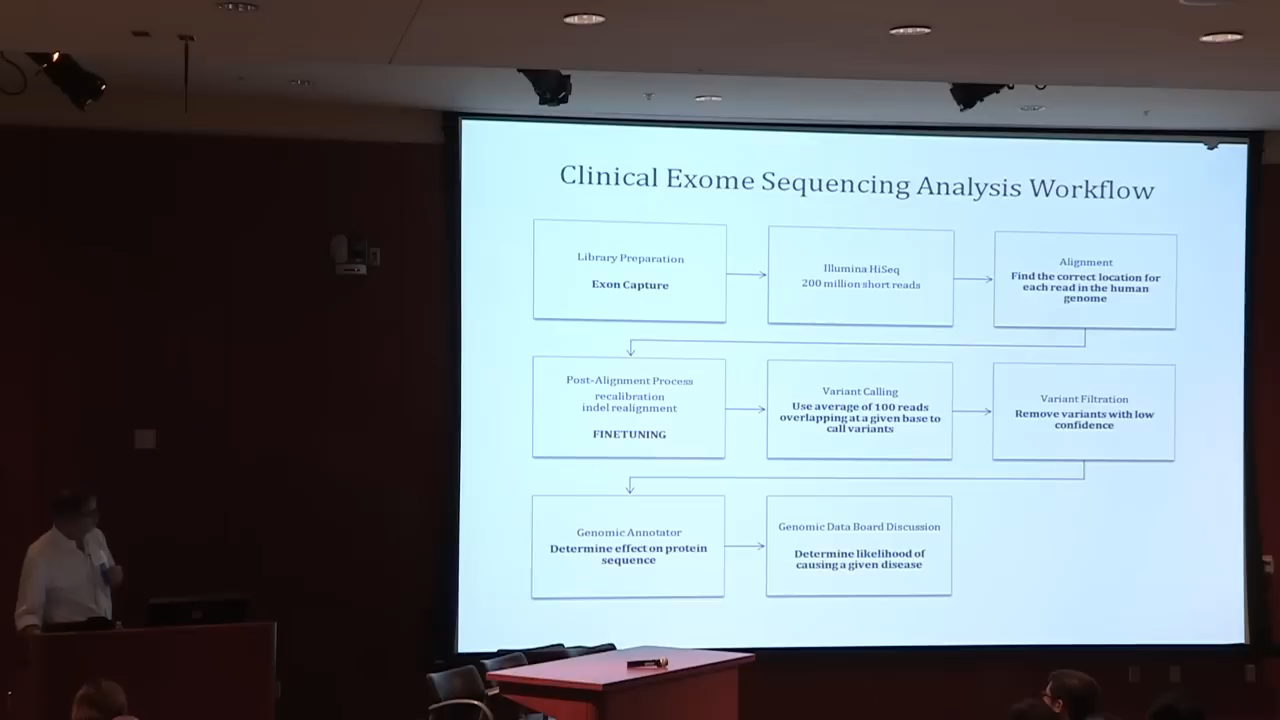 Clinical Exome Sequencing Analysis Workflow
Library Preparation
Exon Capture
Illumina HiSeq
200 million short reads
Alignment
Find the correct location for
each read in the human
genome
Post-Alignment Process
recalibration
indel realignment
FINETUNING
Variant Calling
Use average of 100 reads
overlapping at a given base to
call variants
Variant Filtration
Remove variants with low
confidence
Genomic Annotator
Determine effect on protein
sequence
Genomic Data Board Discussion
Determine likelihood of
causing a given disease